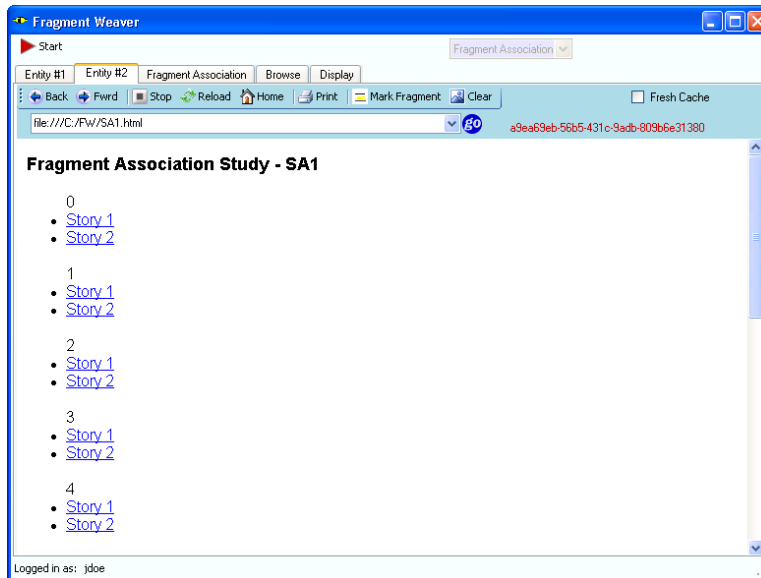 Fragment Weaver
Start
Fragment Association
Entity #1 Entity #2 Fragment Association Browse Display
Back Fwrd Stop Reload Home Print Mark Fragment Clear Fresh Cache
file:///C:/FW/SA1.html go a9ea69eb-56b5-431c-9adb-809b6e31380
Fragment Association Study - SA1
0
• Story 1
• Story 2
1
• Story 1
• Story 2
2
• Story 1
• Story 2
3
• Story 1
• Story 2
4
• Story 1
• Story 2
Logged in as: jdoe